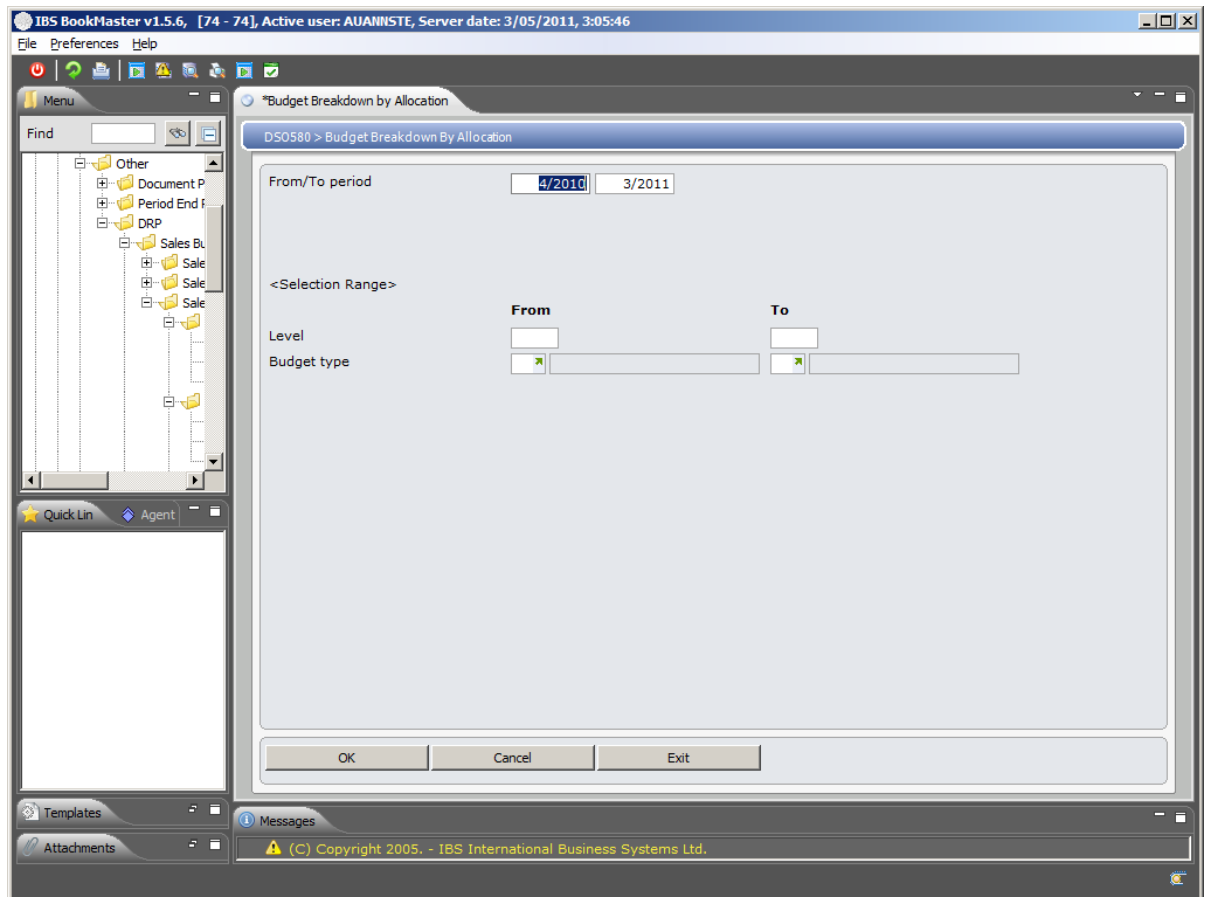 IBS BookMaster v1.5.6, [74 - 74], Active user: AUANNSTE, Server date: 3/05/2011, 3:05:46
File Preferences Help
Menu
*Budget Breakdown by Allocation
Find
DSO580 > Budget Breakdown By Allocation
Other
Document P
Period End
DRP
Sales Bu
Sale
Sale
Sale
From/To period 4/2010 3/2011
<Selection Range>
From To
Level
Budget type
Quick Lin Agent
OK Cancel Exit
Templates
Attachments
Messages
(C) Copyright 2005. - IBS International Business Systems Ltd.